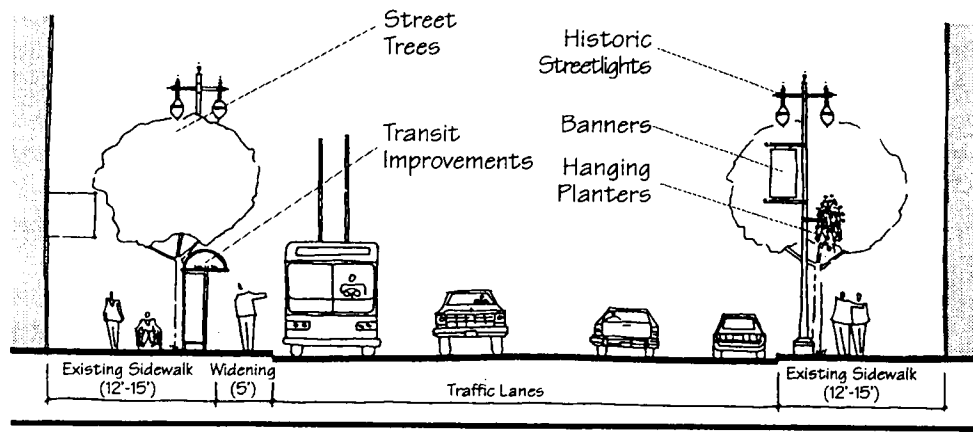 Street
Trees
Historic
Streetlights
Transit
Improvements
Banners
Hanging
Planters
Existing Sidewalk
(12'-15')
Widening
(5')
Traffic Lanes
Existing Sidewalk
(12'-15')